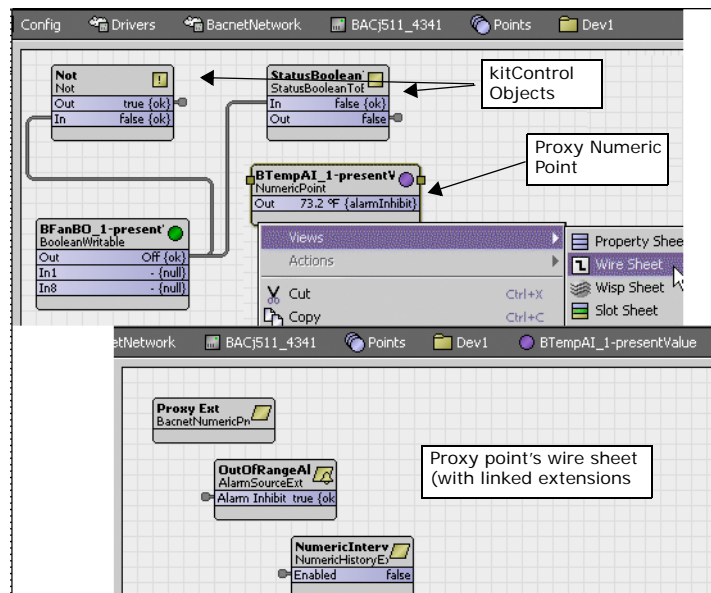 Config Drivers BacnetNetwork BACj511_4341 Points Dev1
Not
Not
Out true {ok}
In false {ok}
StatusBoolean
StatusBooleanTo
In false {ok}
Out false
kitControl
Objects
Proxy Numeric
Point
BTempAI_1-presentV
NumericPoint
Out 73.2 °F {alarmInhibit}
BFanBO_1-present
BooleanWritable
Out Off {ok}
In1 - {null}
In8 - {null}
Views
Actions
Cut Ctrl+X
Copy Ctrl+C
Property Shee
Wire Sheet
Wisp Sheet
Slot Sheet
etNetwork BACj511_4341 Points Dev1 BTempAI_1-presentValue
Proxy Ext
BacnetNumericPr
OutOfRangeAl
AlarmSourceExt
Alarm Inhibit true {ok
Proxy point's wire sheet
(with linked extensions
NumericInterv
NumericHistoryEx
Enabled false